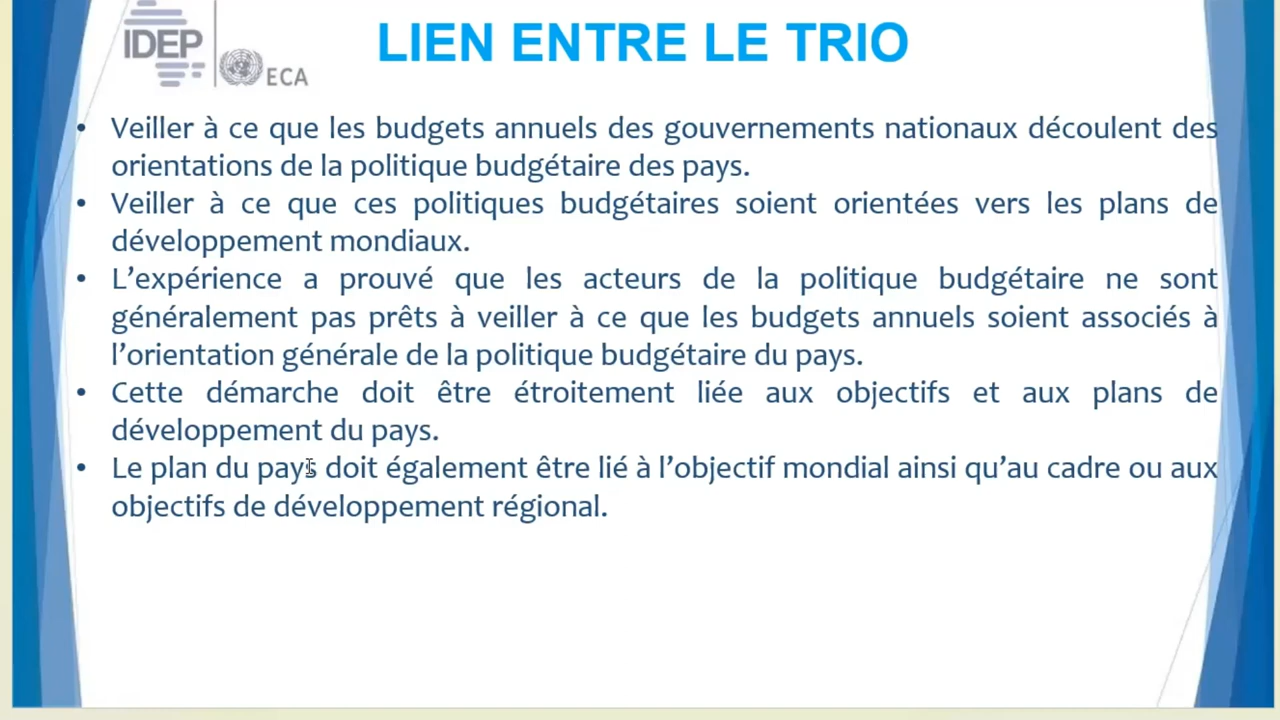 IDEP
ECA
LIEN ENTRE LE TRIO
• Veiller à ce que les budgets annuels des gouvernements nationaux découlent des
orientations de la politique budgétaire des pays.
• Veiller à ce que ces politiques budgétaires soient orientées vers les plans de
développement mondiaux.
• L’expérience a prouvé que les acteurs de la politique budgétaire ne sont
généralement pas prêts à veiller à ce que les budgets annuels soient associés à
l’orientation générale de la politique budgétaire du pays.
• Cette démarche doit être étroitement liée aux objectifs et aux plans de
développement du pays.
• Le plan du pays doit également être lié à l’objectif mondial ainsi qu’au cadre ou aux
objectifs de développement régional.